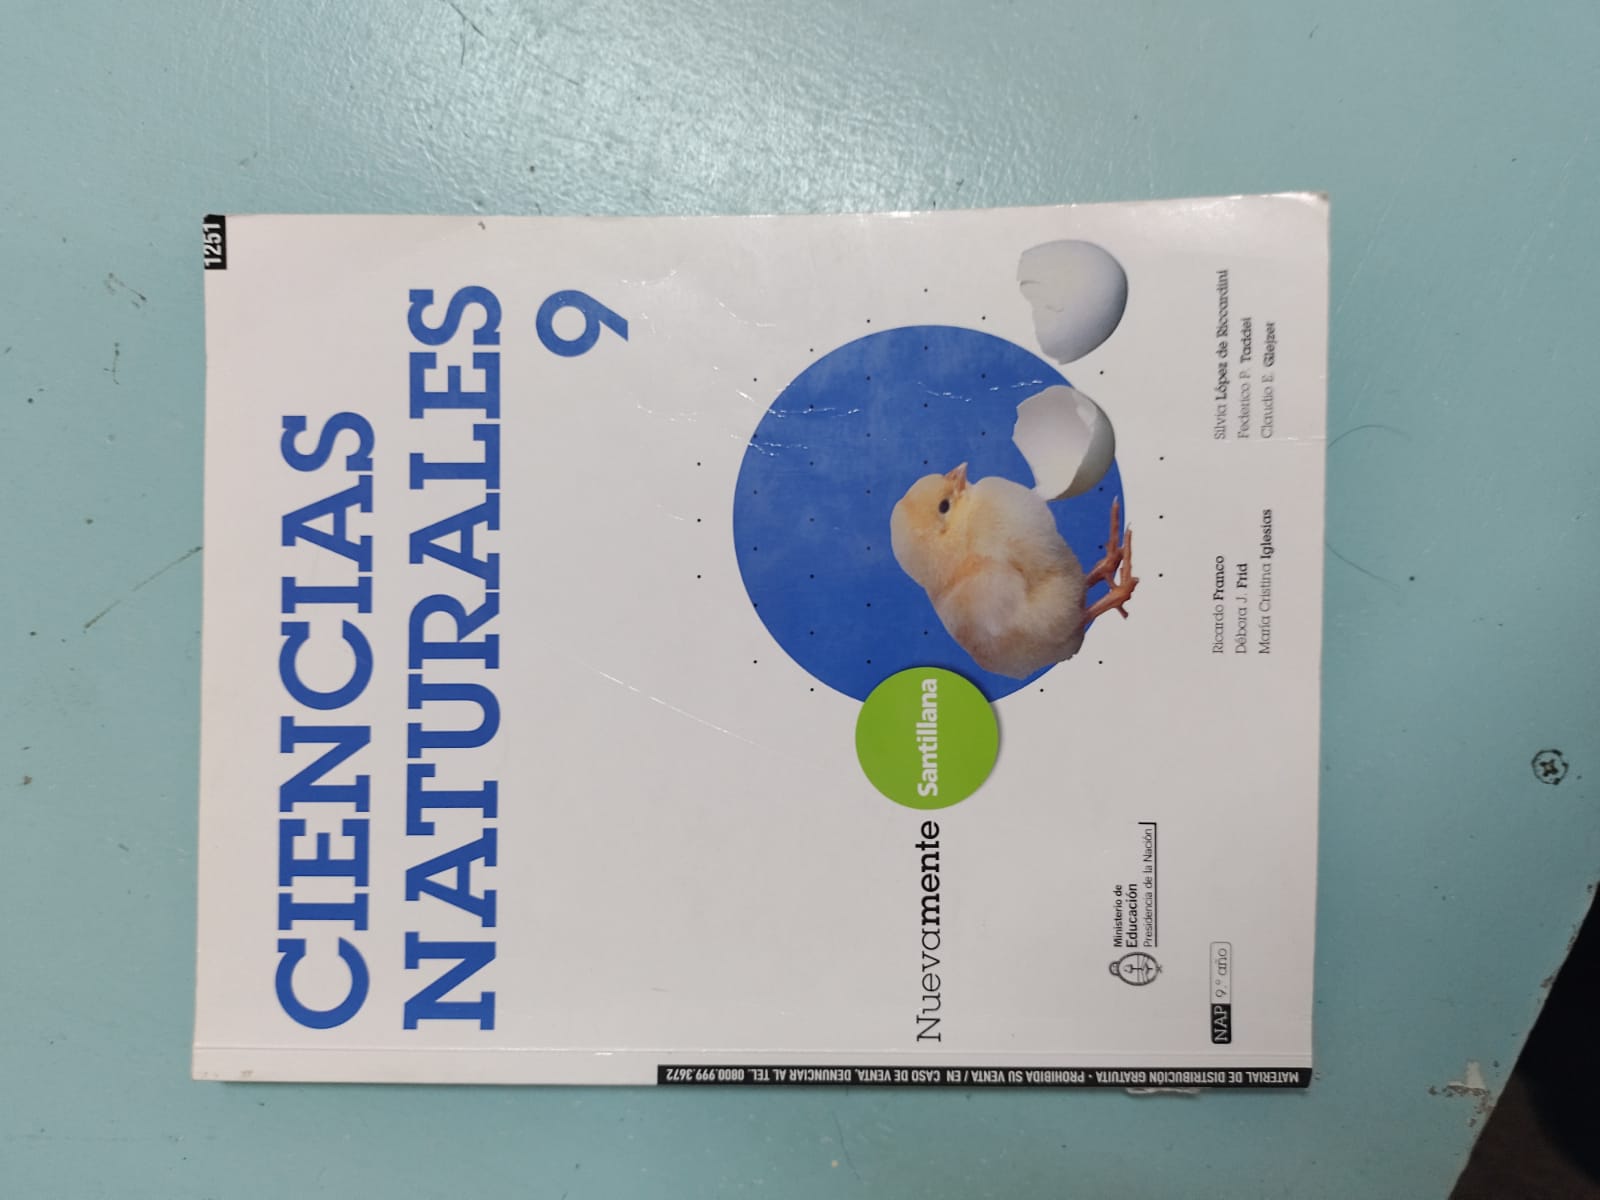 1251
CIENCIAS
NATURALES
9
Nuevamente Santillana
Ministerio de
Educación
Presidencia de la Nación
NAP 9.º año
Ricardo Franco
Débora J. Frid
María Cristina Iglesias
Silvia López de Riccardini
Federico P. Taddei
Claudio E. Glejzer
MATERIAL DE DISTRIBUCIÓN GRATUITA • PROHIBIDA SU VENTA / EN CASO DE VENTA, DENUNCIAR AL TEL. 0800.999.3672